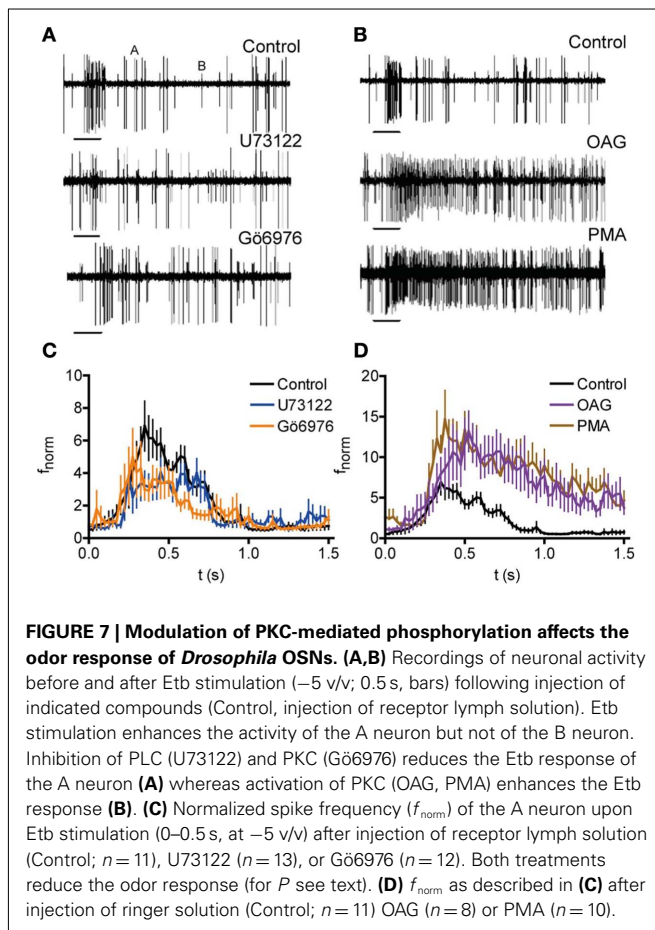 A
B
A
B
Control
Control
U73122
OAG
Gö6976
PMA
C
D
10
8
6
4
2
0
f norm
Control
U73122
Gö6976
0.0 0.5 1.0 1.5
t (s)
20
15
10
5
0
f norm
Control
OAG
PMA
0.0 0.5 1.0 1.5
t (s)
FIGURE 7 | Modulation of PKC-mediated phosphorylation affects the
odor response of Drosophila OSNs. (A,B) Recordings of neuronal activity
before and after Etb stimulation (−5 v/v; 0.5 s, bars) following injection of
indicated compounds (Control, injection of receptor lymph solution). Etb
stimulation enhances the activity of the A neuron but not of the B neuron.
Inhibition of PLC (U73122) and PKC (Gö6976) reduces the Etb response of
the A neuron (A) whereas activation of PKC (OAG, PMA) enhances the Etb
response (B). (C) Normalized spike frequency (f norm) of the A neuron upon
Etb stimulation (0–0.5 s, at −5 v/v) after injection of receptor lymph solution
(Control; n = 11), U73122 (n = 13), or Gö6976 (n = 12). Both treatments
reduce the odor response (for P see text). (D) f norm as described in (C) after
injection of ringer solution (Control; n = 11) OAG (n = 8) or PMA (n = 10).